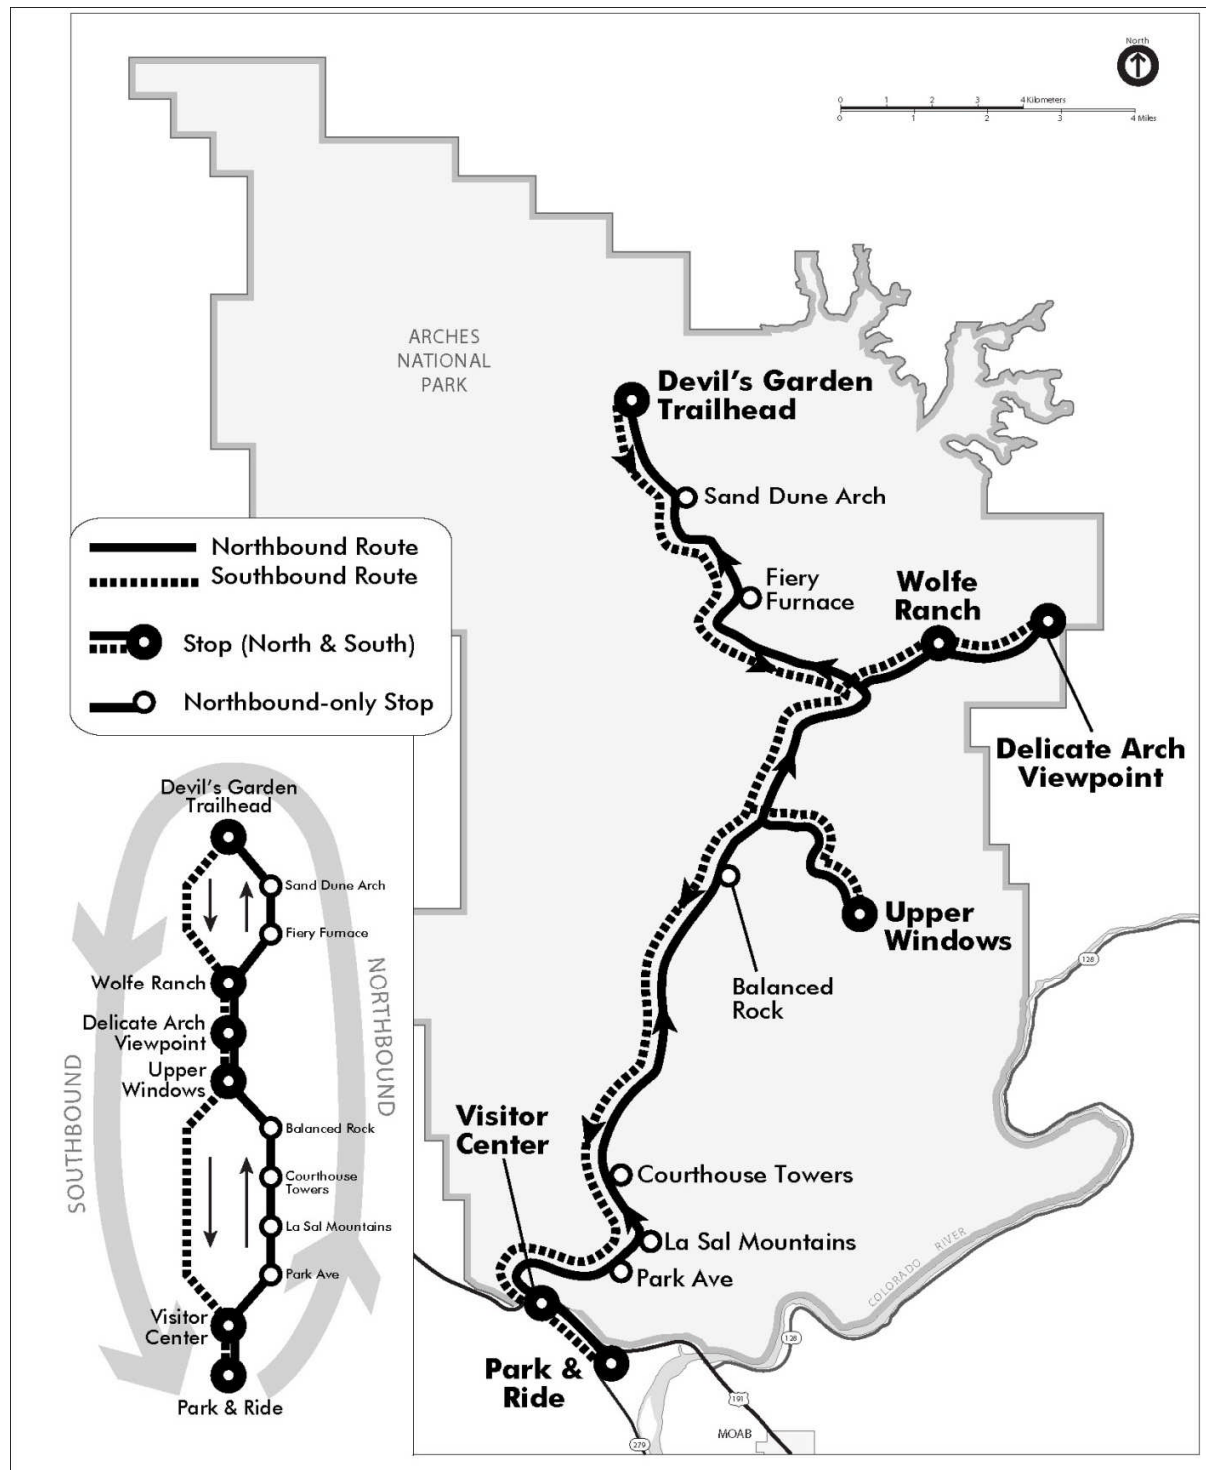 North
0 1 2 3 4 Kilometers
0 1 2 3 4 Miles
ARCHES
NATIONAL
PARK
Devil's Garden
Trailhead
Sand Dune Arch
Fiery
Furnace
Wolfe
Ranch
Northbound Route
Southbound Route
Stop (North & South)
Northbound-only Stop
Delicate Arch
Viewpoint
Upper
Windows
Balanced
Rock
128
Visitor
Center
Courthouse Towers
La Sal Mountains
Park Ave
COLORADO RIVER
128
Park &
Ride
191
MOAB
279
Devil's Garden
Trailhead
Sand Dune Arch
Fiery Furnace
Wolfe Ranch
Delicate Arch
Viewpoint
Upper
Windows
Balanced Rock
Courthouse
Towers
La Sal Mountains
Park Ave
Visitor
Center
Park & Ride
SOUTHBOUND
NORTHBOUND